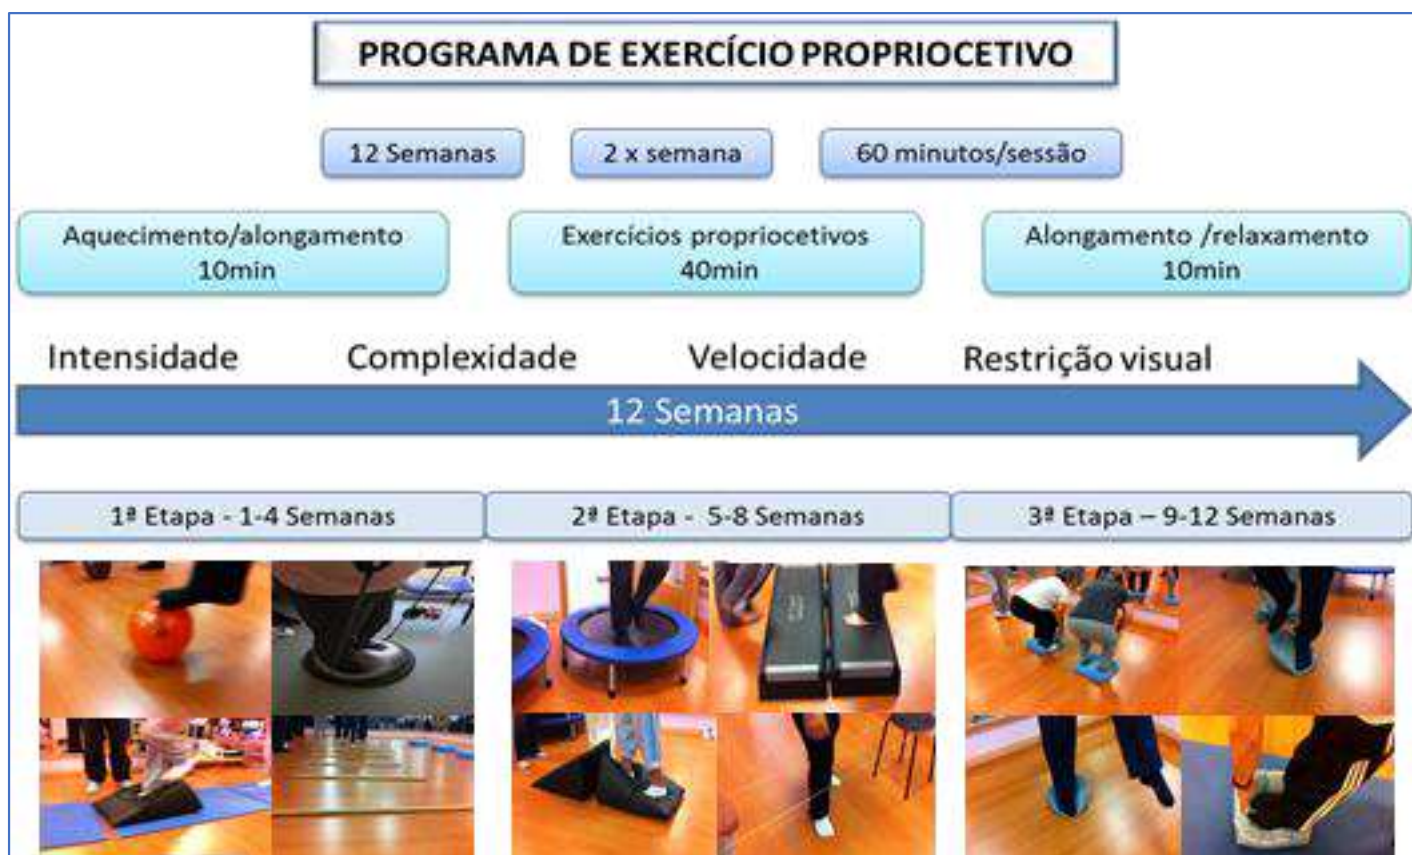 PROGRAMA DE EXERCÍCIO PROPRIOCETIVO
12 Semanas
2 x semana
60 minutos/sessão
Aquecimento/alongamento
10min
Exercícios propriocetivos
40min
Alongamento /relaxamento
10min
Intensidade
Complexidade
Velocidade
Restrição visual
12 Semanas
1ª Etapa - 1-4 Semanas
2ª Etapa - 5-8 Semanas
3ª Etapa – 9-12 Semanas